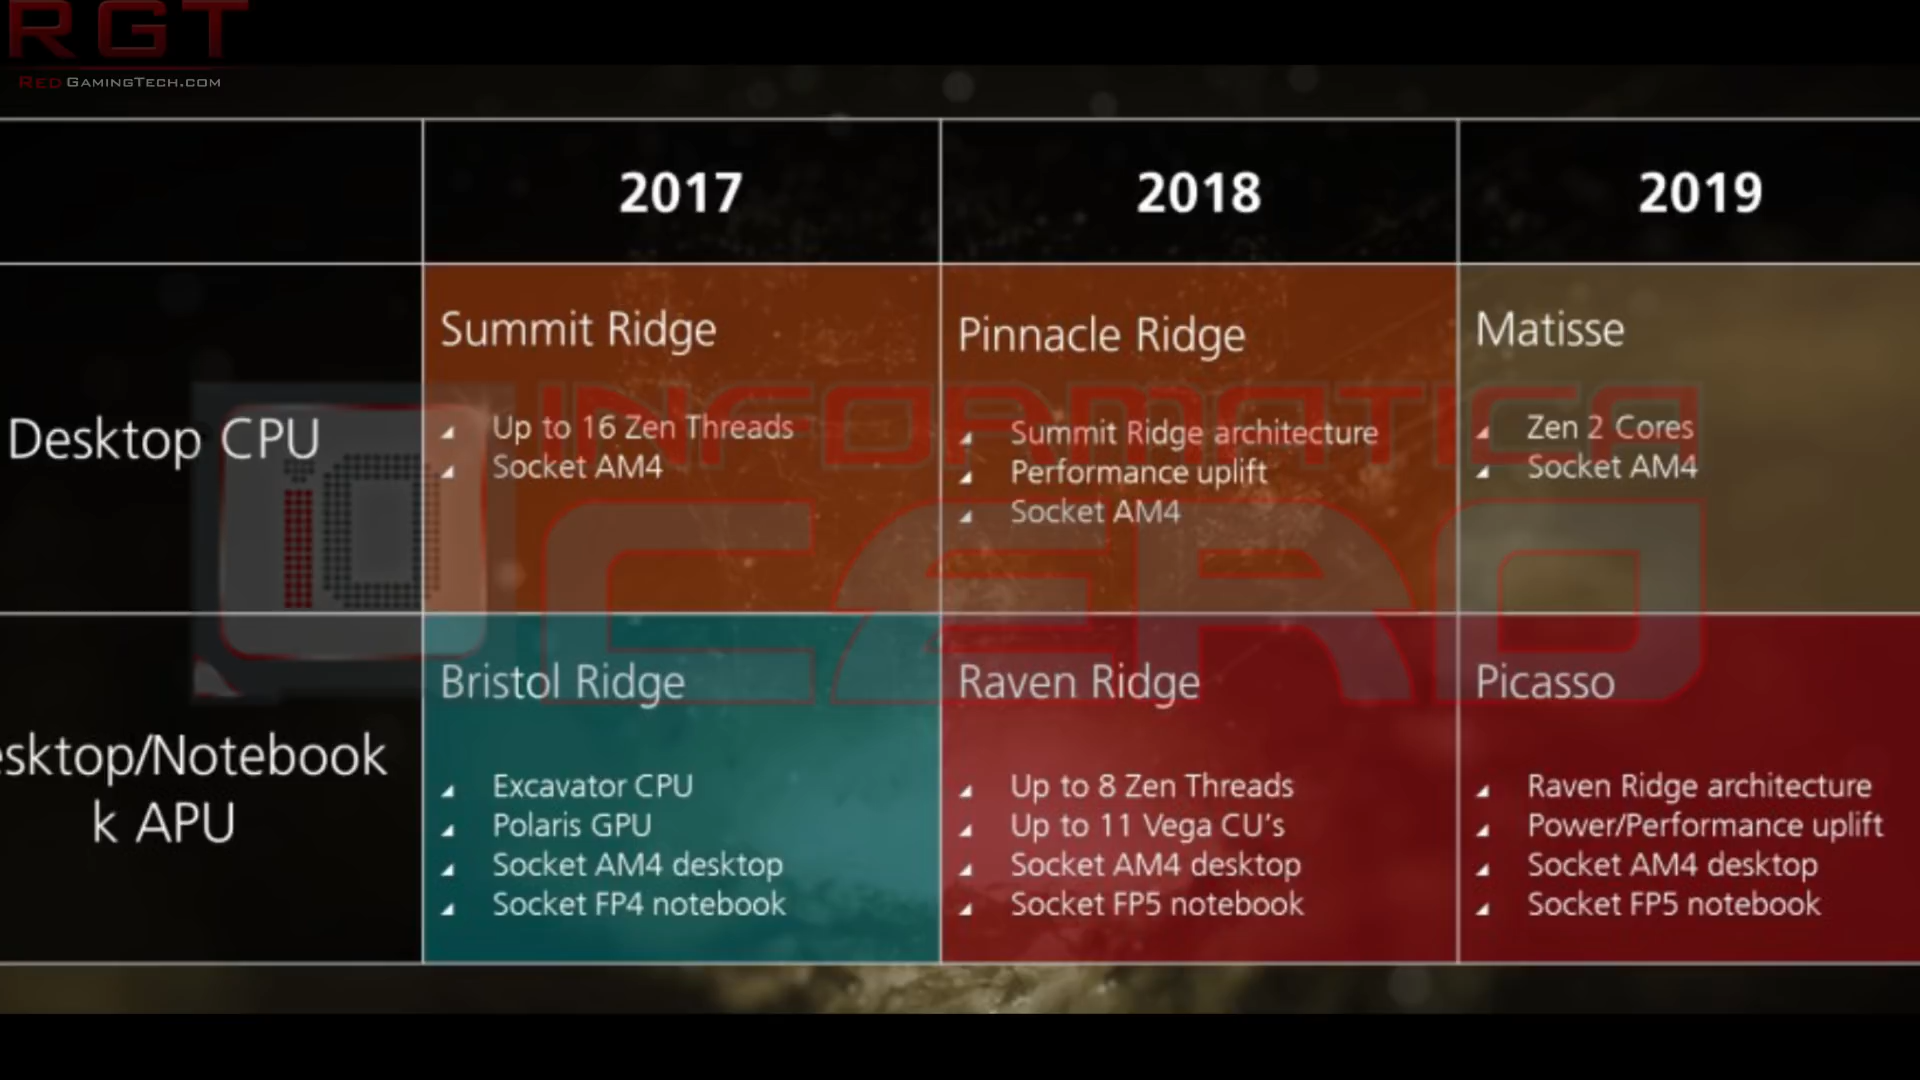 RGT
RED GAMINGTECH.COM
2017
2018
2019
Desktop CPU
Summit Ridge
Up to 16 Zen Threads
Socket AM4
Pinnacle Ridge
Summit Ridge architecture
Performance uplift
Socket AM4
Matisse
Zen 2 Cores
Socket AM4
INFORMATICA
CERO
esktop/Notebook
k APU
Bristol Ridge
Excavator CPU
Polaris GPU
Socket AM4 desktop
Socket FP4 notebook
Raven Ridge
Up to 8 Zen Threads
Up to 11 Vega CU's
Socket AM4 desktop
Socket FP5 notebook
Picasso
Raven Ridge architecture
Power/Performance uplift
Socket AM4 desktop
Socket FP5 notebook